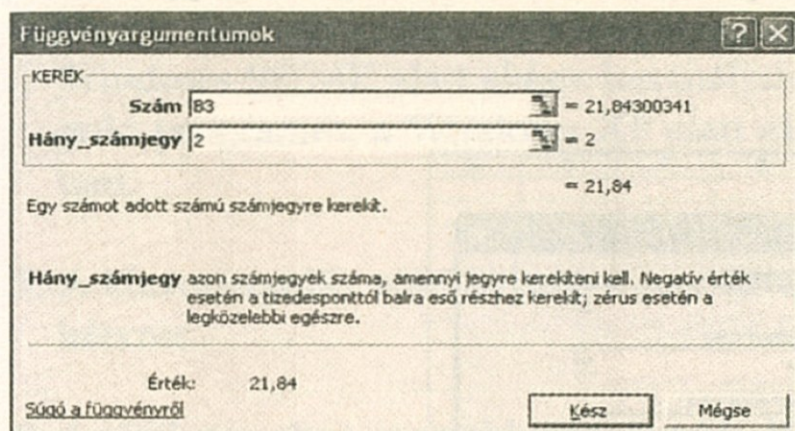 Függvényargumentumok
KEREK
Szám B3 = 21,84300341
Hány_számjegy 2 = 2
= 21,84
Egy számot adott számú számjegyre kerekít.
Hány_számjegy azon számjegyek száma, amennyi jegyre kerekíteni kell. Negatív érték
esetén a tizedesponttól balra eső részhez kerekít; zérus esetén a
legközelebbi egészre.
Érték: 21,84
Súgó a függvényről Kész Mégse